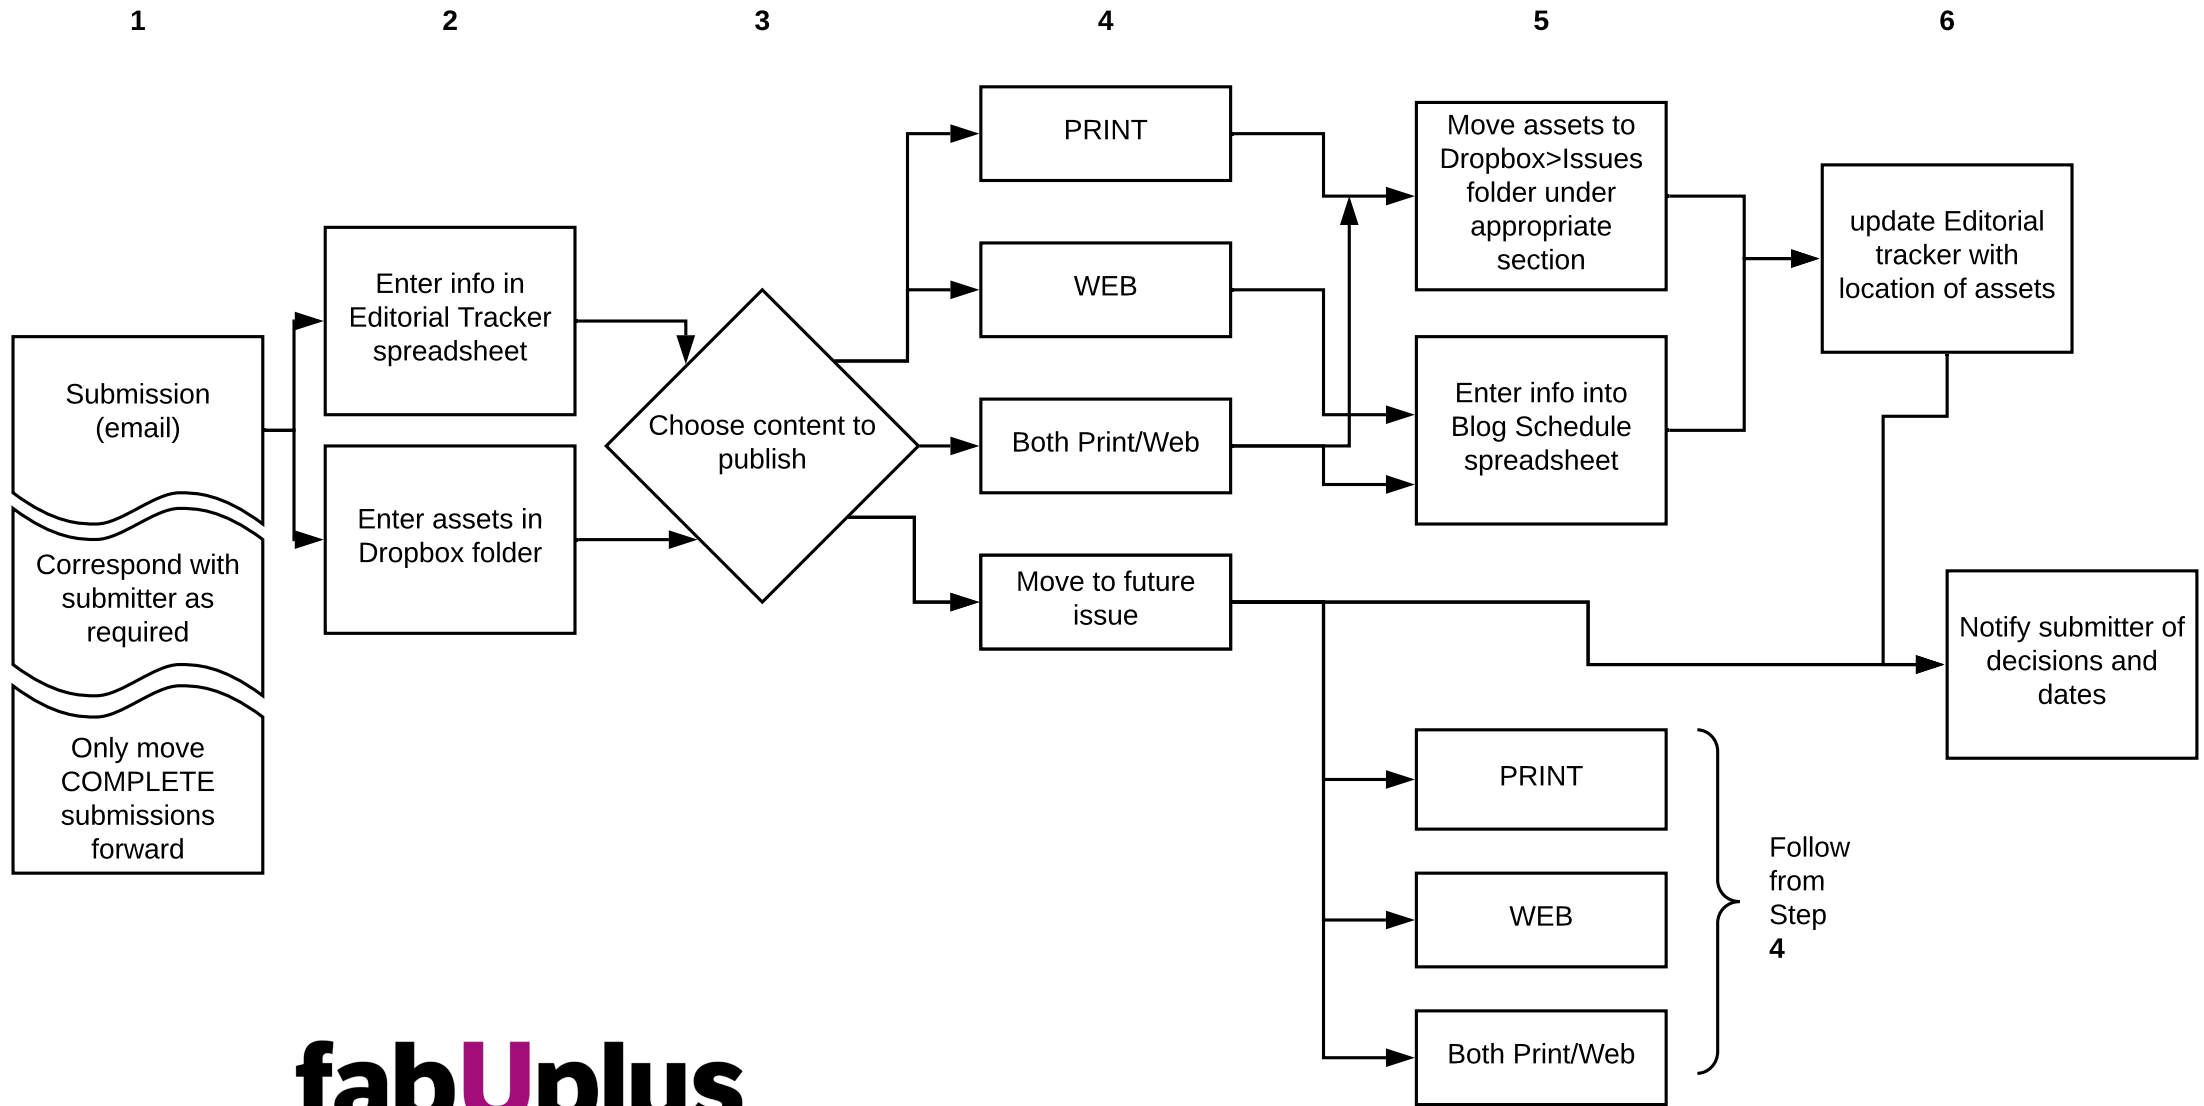 1
2
3
4
5
6
Submission
(email)
Correspond with
submitter as
required
Only move
COMPLETE
submissions
forward
Enter info in
Editorial Tracker
spreadsheet
Enter assets in
Dropbox folder
Choose content to
publish
PRINT
WEB
Both Print/Web
Move to future
issue
Move assets to
Dropbox>Issues
folder under
appropriate
section
Enter info into
Blog Schedule
spreadsheet
PRINT
WEB
Both Print/Web
update Editorial
tracker with
location of assets
Notify submitter of
decisions and
dates
Follow
from
Step
4
fabUplus